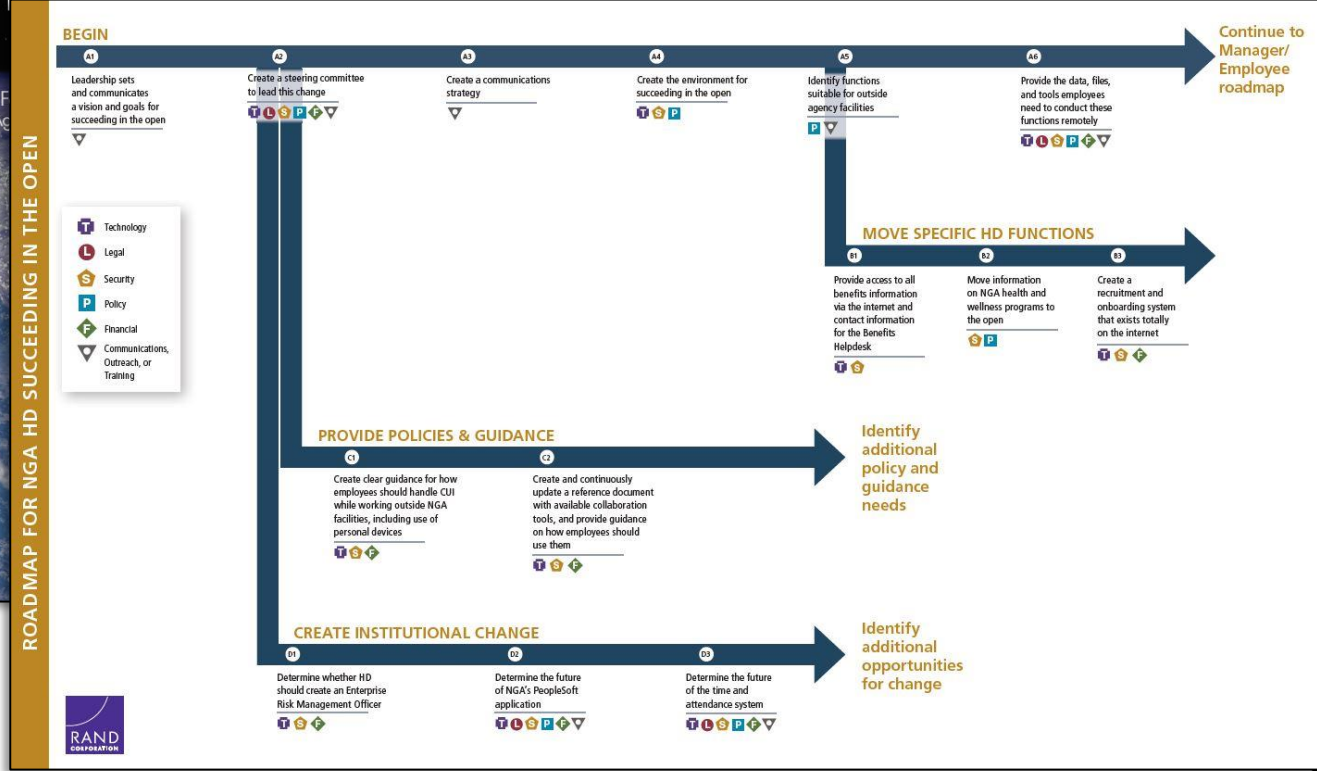 ROADMAP FOR NGA HD SUCCEEDING IN THE OPEN
BEGIN
A1
Leadership sets
and communicates
a vision and goals for
succeeding in the open
A2
Create a steering committee
to lead this change
T L S P F
A3
Create a communications
strategy
A4
Create the environment for
succeeding in the open
T S P
A5
Identify functions
suitable for outside
agency facilities
P
A6
Provide the data, files,
and tools employees
need to conduct these
functions remotely
T L S P F
Continue to
Manager/
Employee
roadmap
T Technology
L Legal
S Security
P Policy
F Financial
Communications,
Outreach, or
Training
MOVE SPECIFIC HD FUNCTIONS
B1
Provide access to all
benefits information
via the internet and
contact information
for the Benefits
Helpdesk
T S
B2
Move information
on NGA health and
wellness programs to
the open
S P
B3
Create a
recruitment and
onboarding system
that exists totally
on the internet
T S F
PROVIDE POLICIES & GUIDANCE
C1
Create clear guidance for how
employees should handle CUI
while working outside NGA
facilities, including use of
personal devices
T S F
C2
Create and continuously
update a reference document
with available collaboration
tools, and provide guidance
on how employees should
use them
T S F
Identify
additional
policy and
guidance
needs
CREATE INSTITUTIONAL CHANGE
D1
Determine whether HD
should create an Enterprise
Risk Management Officer
T S F
D2
Determine the future
of NGA's PeopleSoft
application
T L S P F
D3
Determine the future
of the time and
attendance system
T L S P F
Identify
additional
opportunities
for change
RAND
CORPORATION